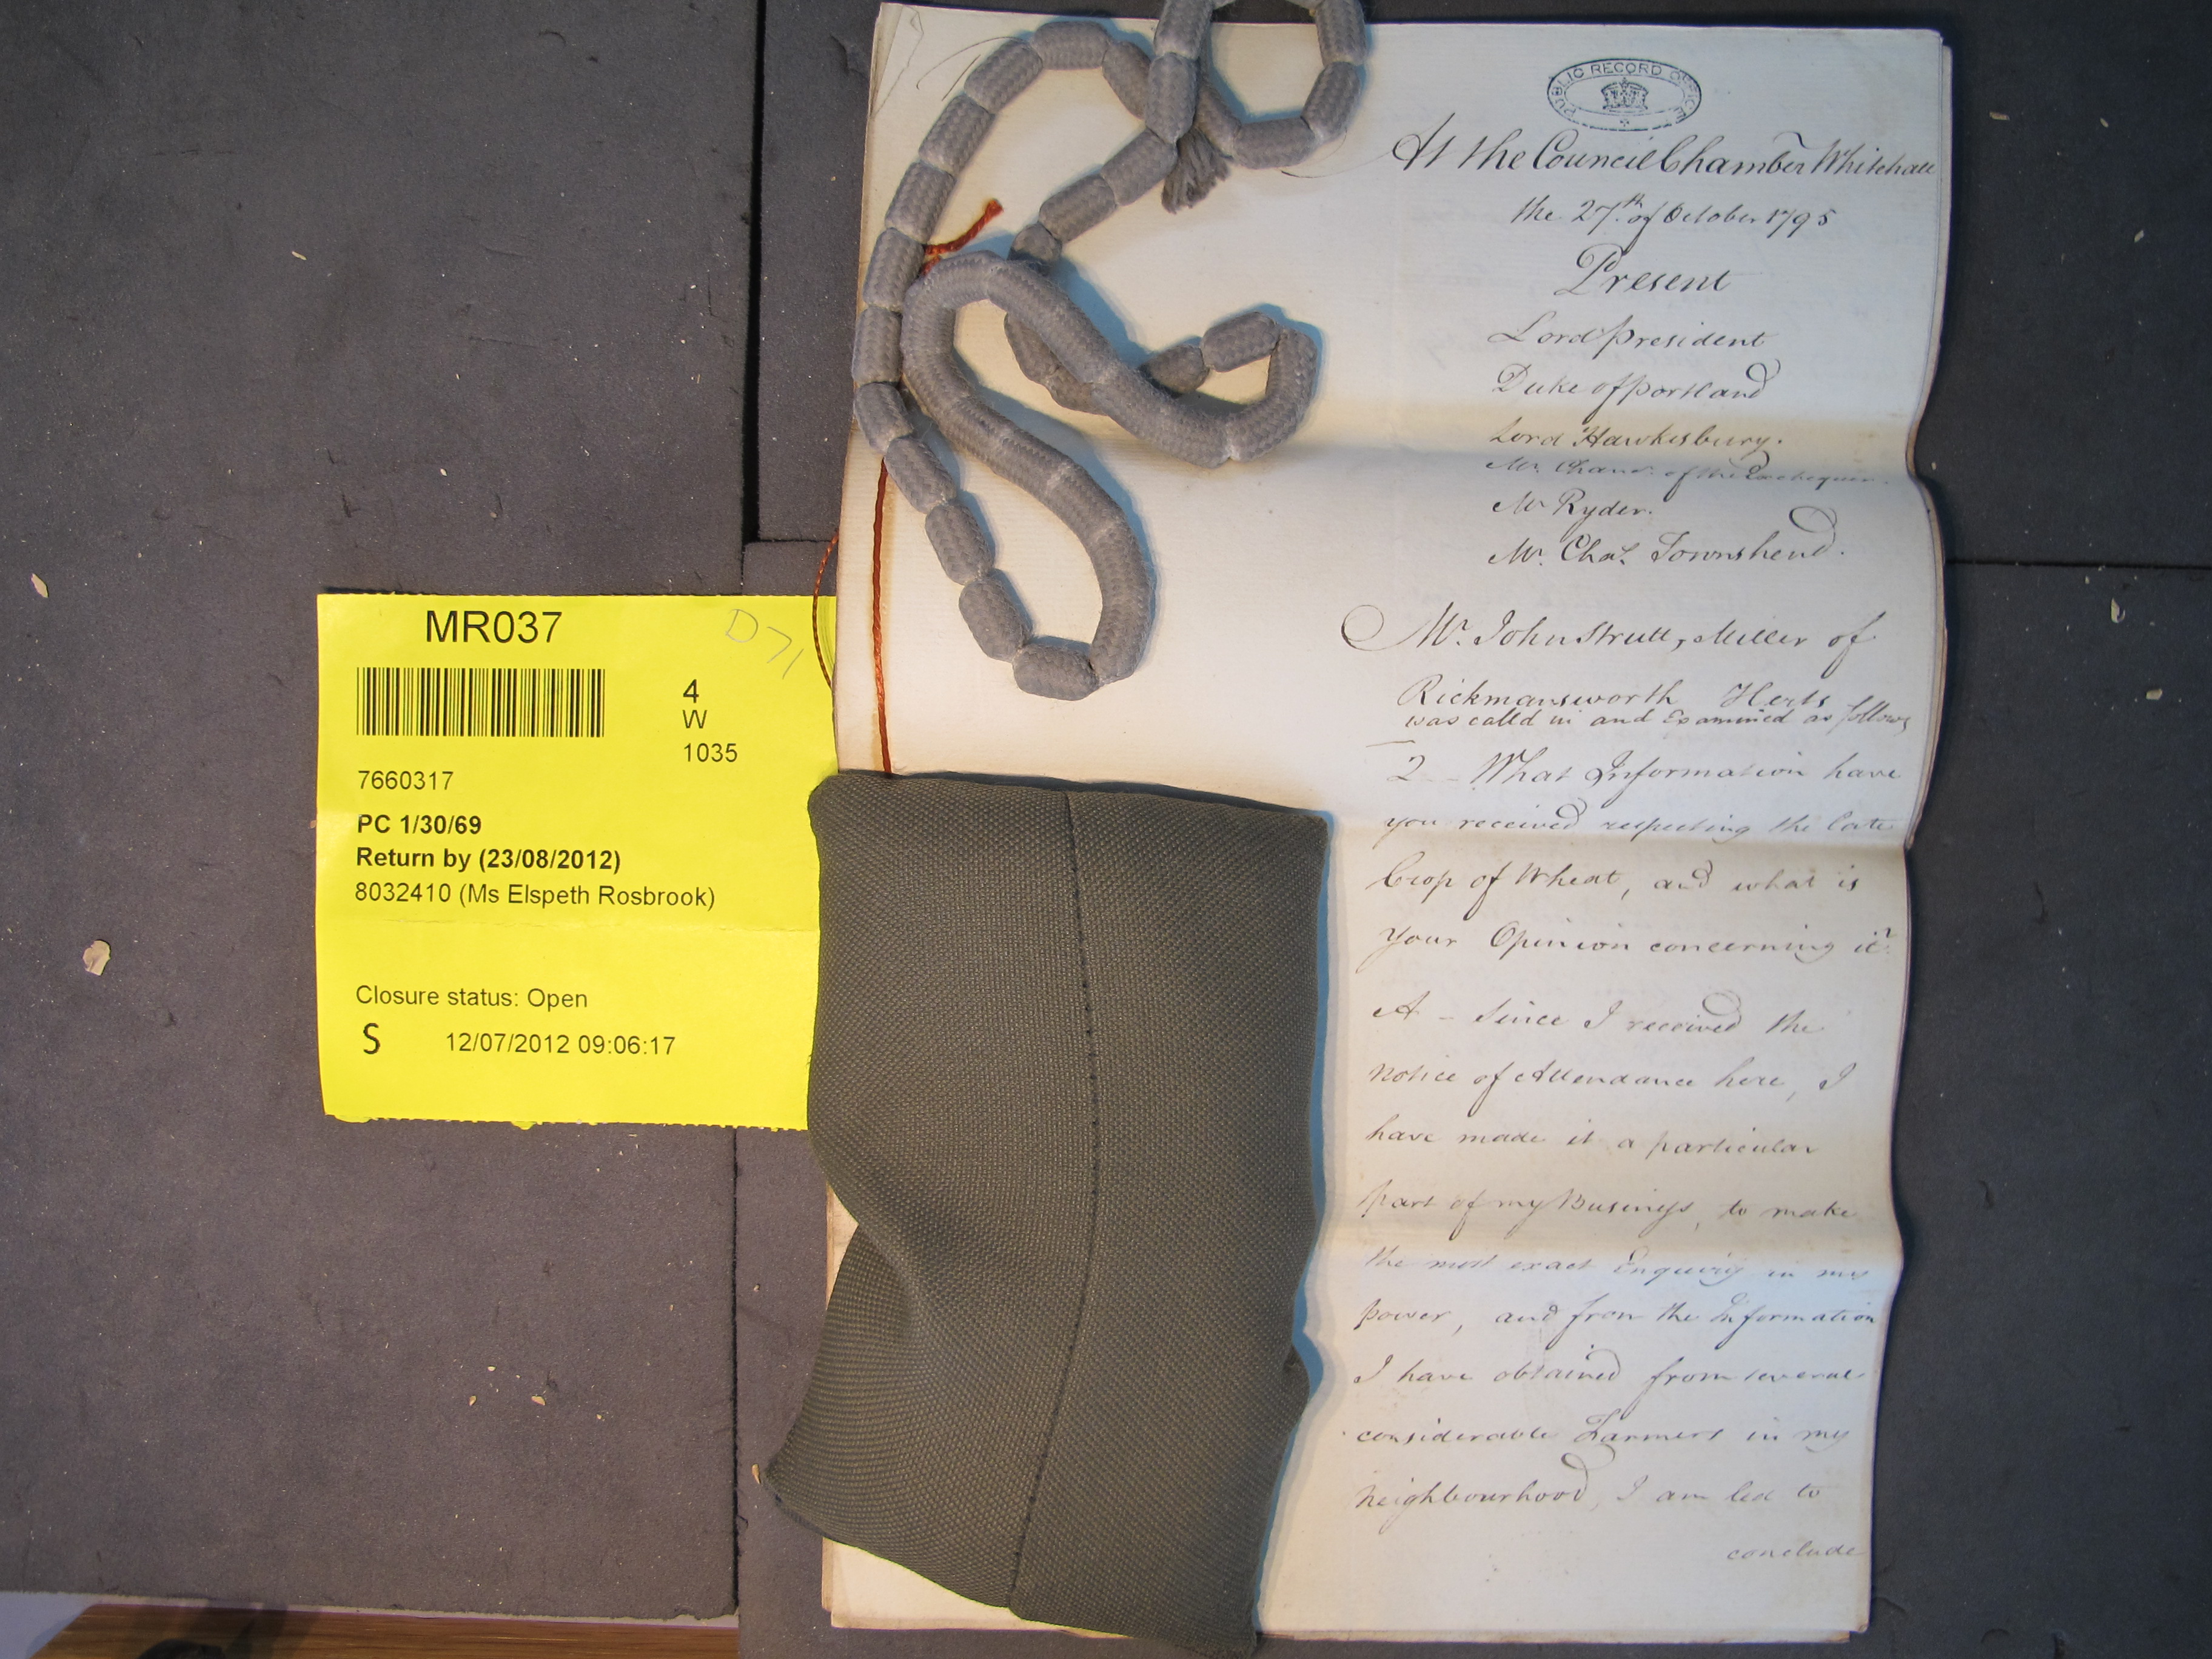 MR037
D71
4
W
1035
7660317
PC 1/30/69
Return by (23/08/2012)
8032410 (Ms Elspeth Rosbrook)
Closure status: Open
S 12/07/2012 09:06:17
PUBLIC RECORD OFFICE
At the Council Chamber Whitehall
the 27th of October 1795
Present
Lord President
Duke of Portland
Lord Hawkesbury.
Mr. Chanr. of the Exchequer.
Mr Ryder.
Mr. Chas. Townshend.
Mr. John Strutt, Miller of
Rickmansworth Herts
was calld in and Examined as follows
2 - What Information have
you received respecting the late
Crop of Wheat, and what is
your Opinion concerning it?
A - Since I received the
Notice of Attendance here, I
have made it a particular
part of my Business, to make
the most exact Enquiry in my
power, and from the Information
I have obtained from several
considerable Farmers in my
Neighbourhood, I am led to
conclude